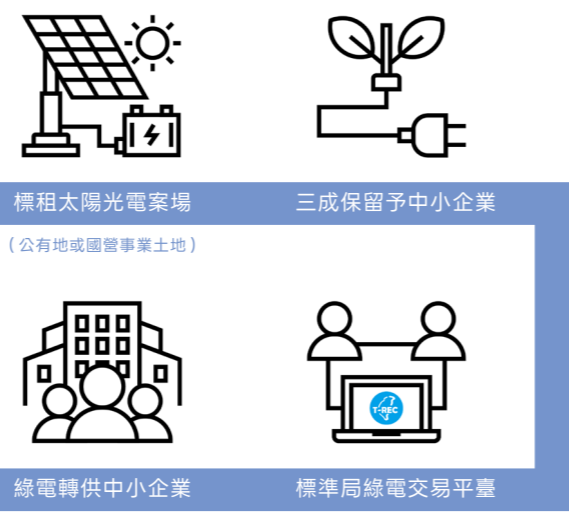 標租太陽光電案場
三成保留予中小企業
(公有地或國營事業土地)
T-REC
綠電轉供中小企業
標準局綠電交易平臺